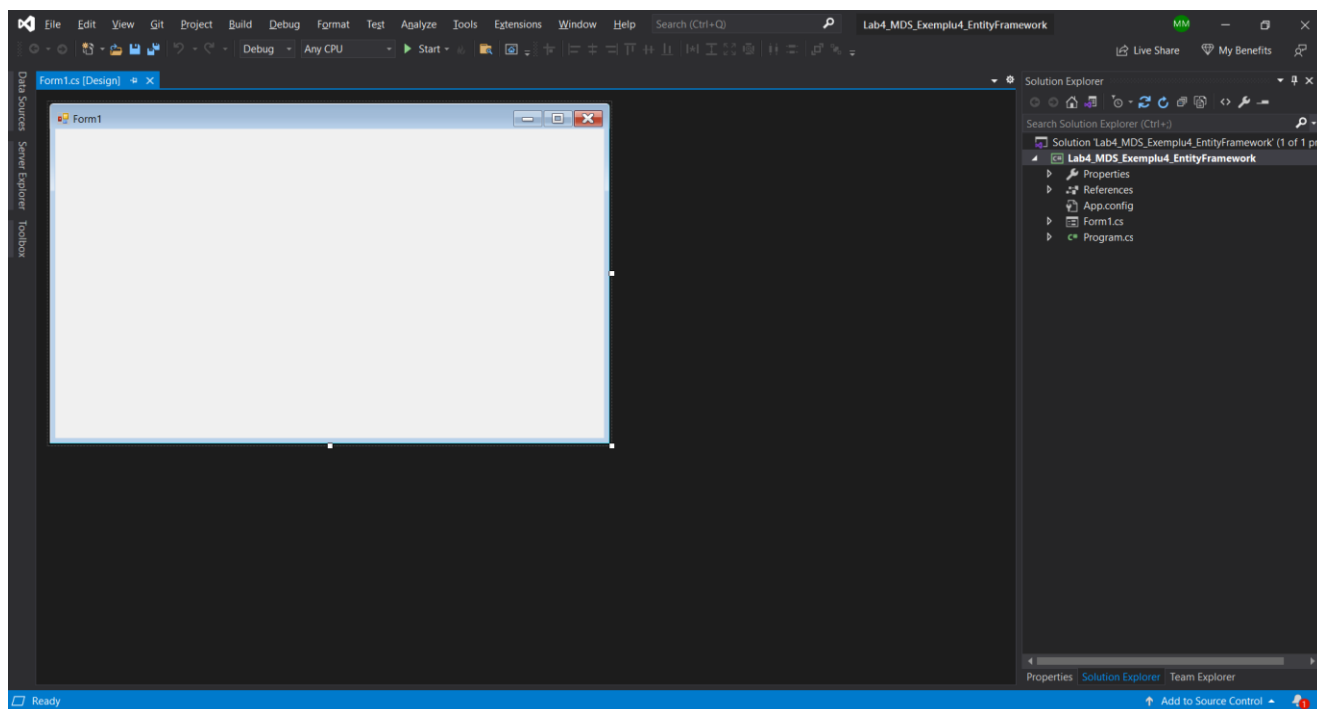 File Edit View Git Project Build Debug Format Test Analyze Tools Extensions Window Help Search (Ctrl+Q) Lab4_MDS_Exemplu4_EntityFramework MM
Debug Any CPU Start Live Share My Benefits
Data Sources
Server Explorer
Toolbox
Form1.cs [Design]
Form1
Solution Explorer
Search Solution Explorer (Ctrl+;)
Solution 'Lab4_MDS_Exemplu4_EntityFramework' (1 of 1 pr
C# Lab4_MDS_Exemplu4_EntityFramework
Properties
References
App.config
Form1.cs
C# Program.cs
Properties Solution Explorer Team Explorer
Ready Add to Source Control 1